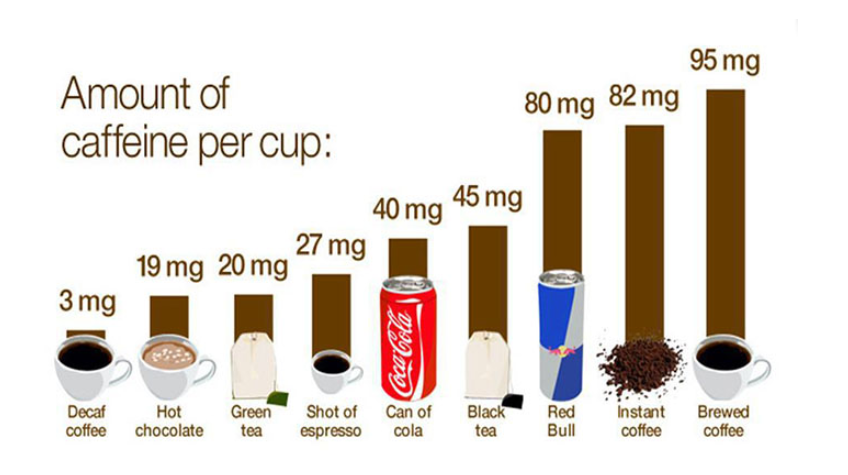 Amount of
caffeine per cup:
3 mg
19 mg
20 mg
27 mg
40 mg
45 mg
80 mg
82 mg
95 mg
Coca-Cola
Decaf
coffee
Hot
chocolate
Green
tea
Shot of
espresso
Can of
cola
Black
tea
Red
Bull
Instant
coffee
Brewed
coffee